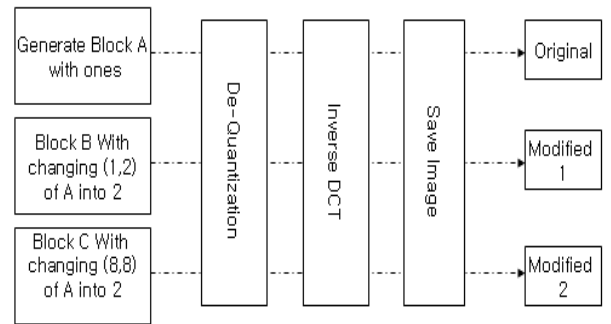 Generate Block A
with ones
De-Quantization
Inverse DCT
Save Image
Original
Block B With
changing (1,2)
of A into 2
Modified
1
Block C With
changing (8,8)
of A into 2
Modified
2